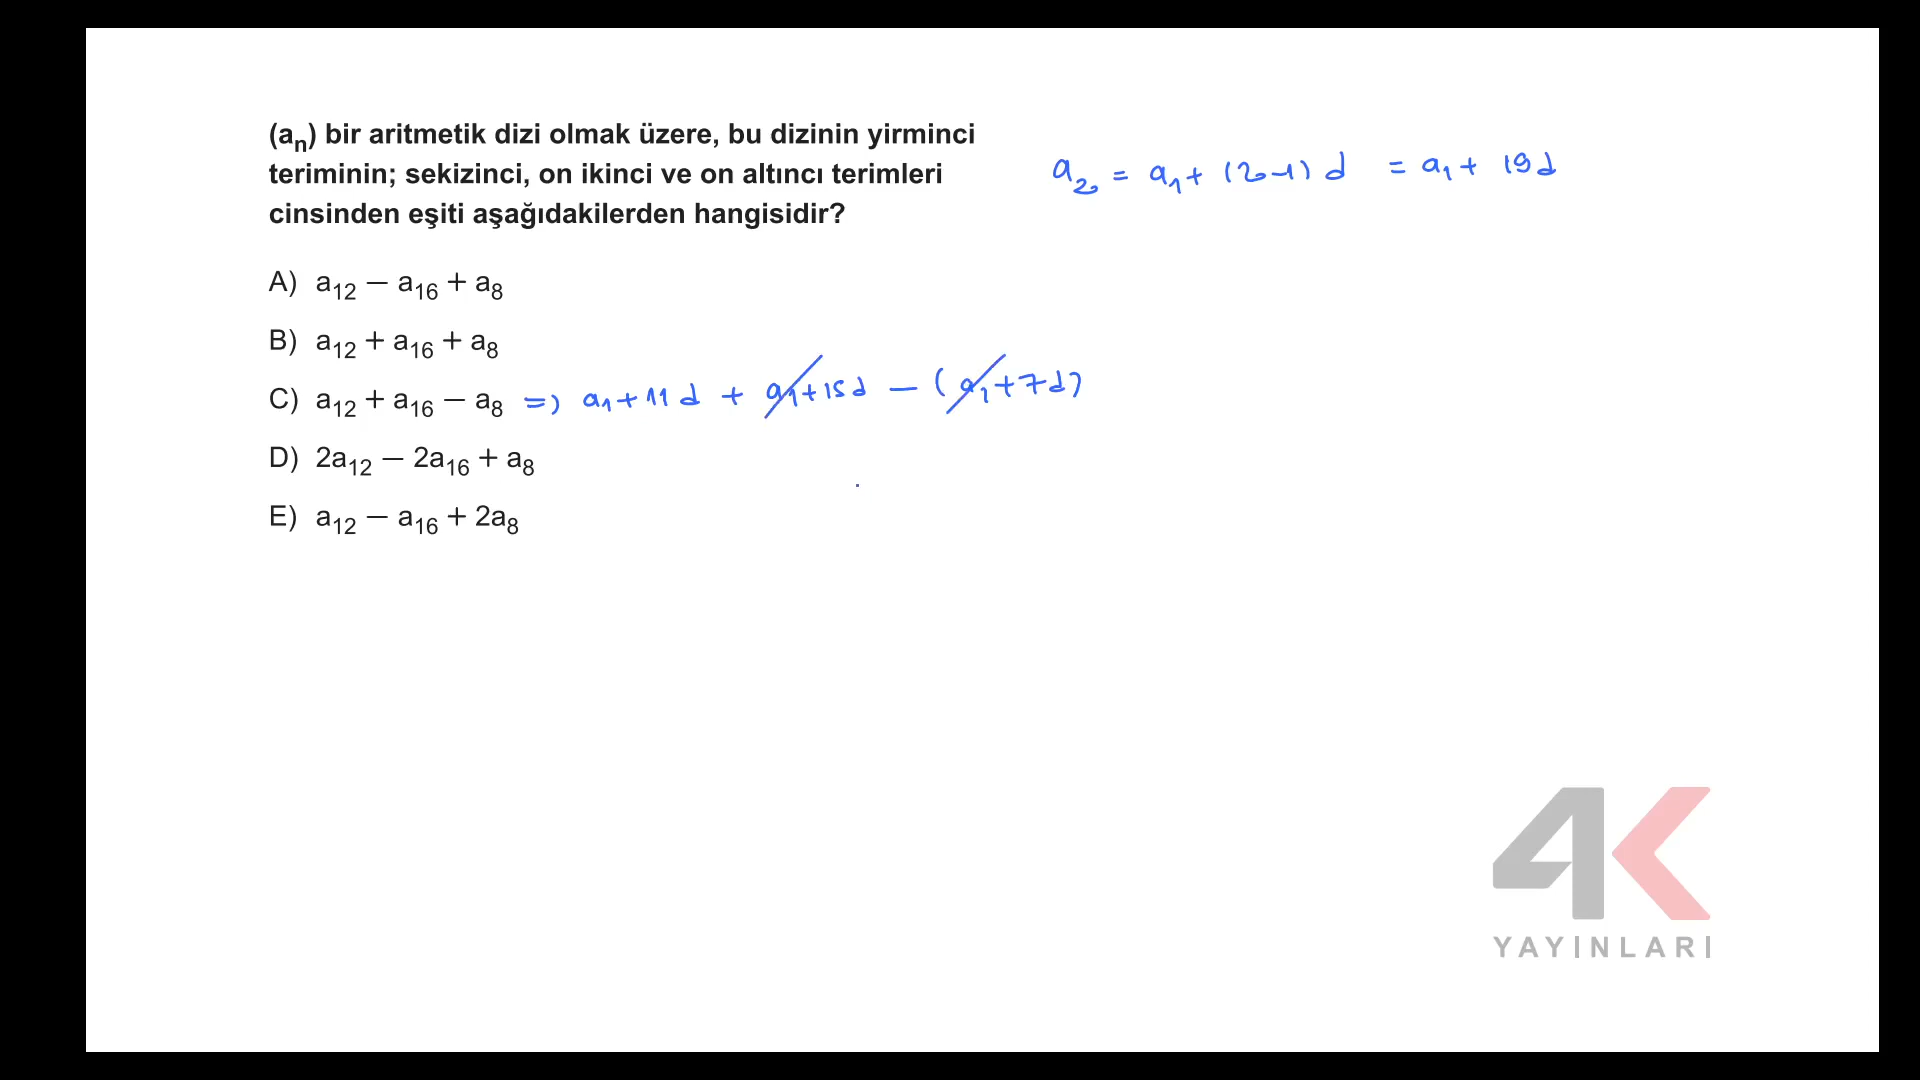 (aₙ) bir aritmetik dizi olmak üzere, bu dizinin yirminci
teriminin; sekizinci, on ikinci ve on altıncı terimleri
cinsinden eşiti aşağıdakilerden hangisidir?
a₂₀ = a₁ + (20-1) d = a₁ + 19d
A) a₁₂ — a₁₆ + a₈
B) a₁₂ + a₁₆ + a₈
C) a₁₂ + a₁₆ — a₈ => a₁ + 11d + a₁ + 15d — (a₁ + 7d)
D) 2a₁₂ — 2a₁₆ + a₈
E) a₁₂ — a₁₆ + 2a₈
4K
YAYINLARI